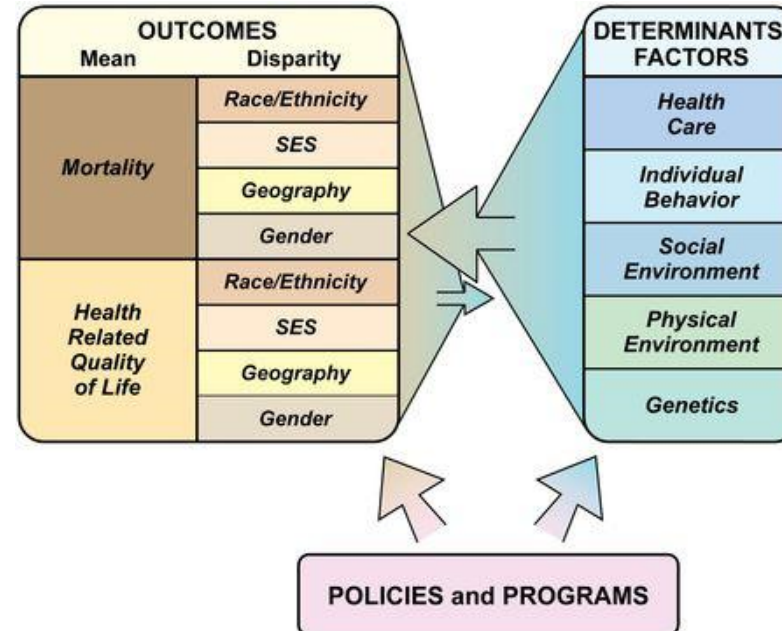 OUTCOMES
Mean Disparity
Mortality
Race/Ethnicity
SES
Geography
Gender
Health
Related
Quality
of Life
Race/Ethnicity
SES
Geography
Gender
DETERMINANTS
FACTORS
Health
Care
Individual
Behavior
Social
Environment
Physical
Environment
Genetics
POLICIES and PROGRAMS